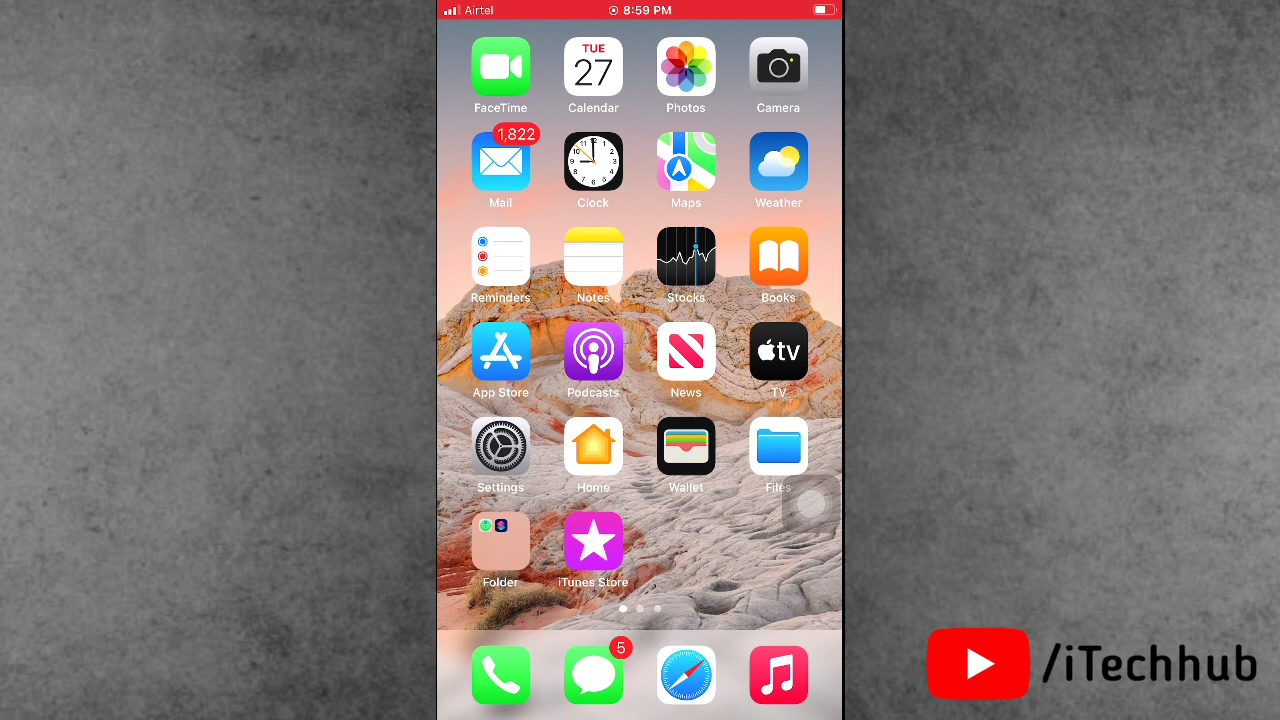 Airtel 8:59 PM
TUE
27
FaceTime Calendar Photos Camera
1,822
Mail Clock Maps Weather
Reminders Notes Stocks Books
tv
App Store Podcasts News TV
Settings Home Wallet Files
Folder iTunes Store
5
/iTechhub